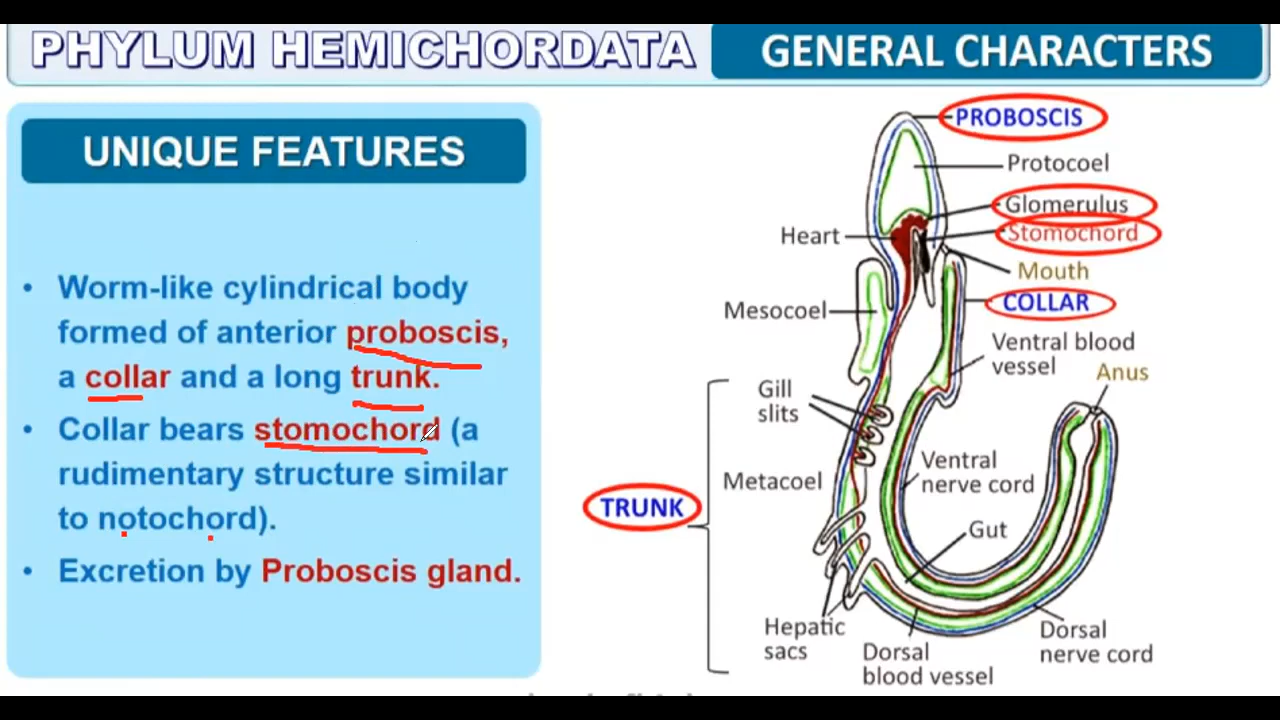 PHYLUM HEMICHORDATA
GENERAL CHARACTERS
UNIQUE FEATURES
• Worm-like cylindrical body
formed of anterior proboscis,
a collar and a long trunk.
• Collar bears stomochord (a
rudimentary structure similar
to notochord).
• Excretion by Proboscis gland.
PROBOSCIS
Protocoel
Glomerulus
Heart
Stomochord
Mouth
COLLAR
Mesocoel
Ventral blood
vessel
Anus
Gill
slits
Ventral
nerve cord
Metacoel
TRUNK
Gut
Hepatic
sacs
Dorsal
blood vessel
Dorsal
nerve cord